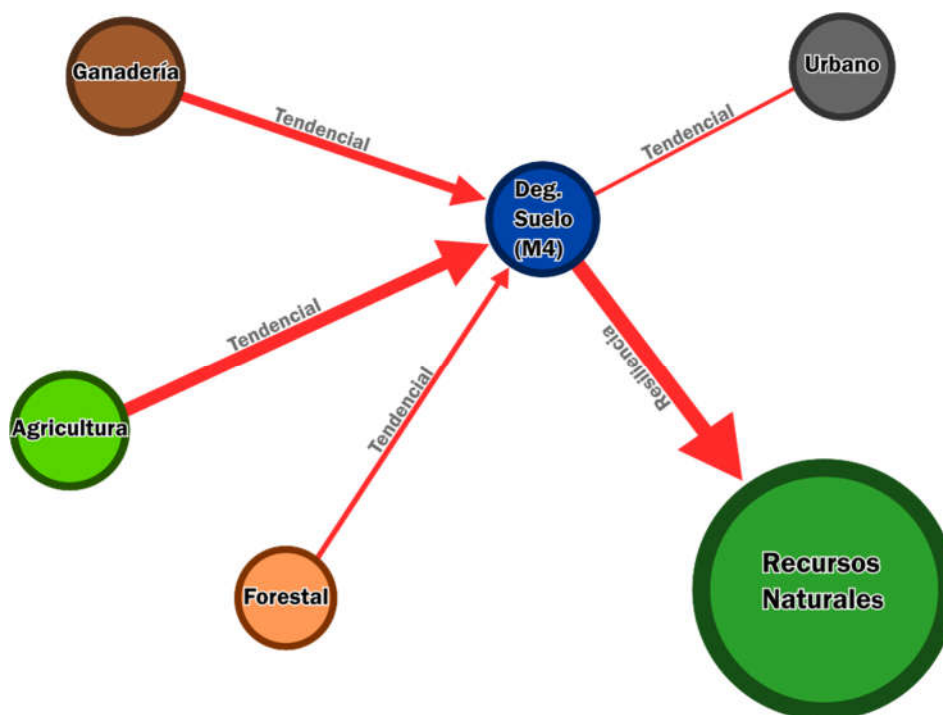 Ganadería
Urbano
Tendencial
Tendencial
Deg.
Suelo
(M4)
Tendencial
Resiliencia
Tendencial
Agricultura
Recursos
Naturales
Forestal